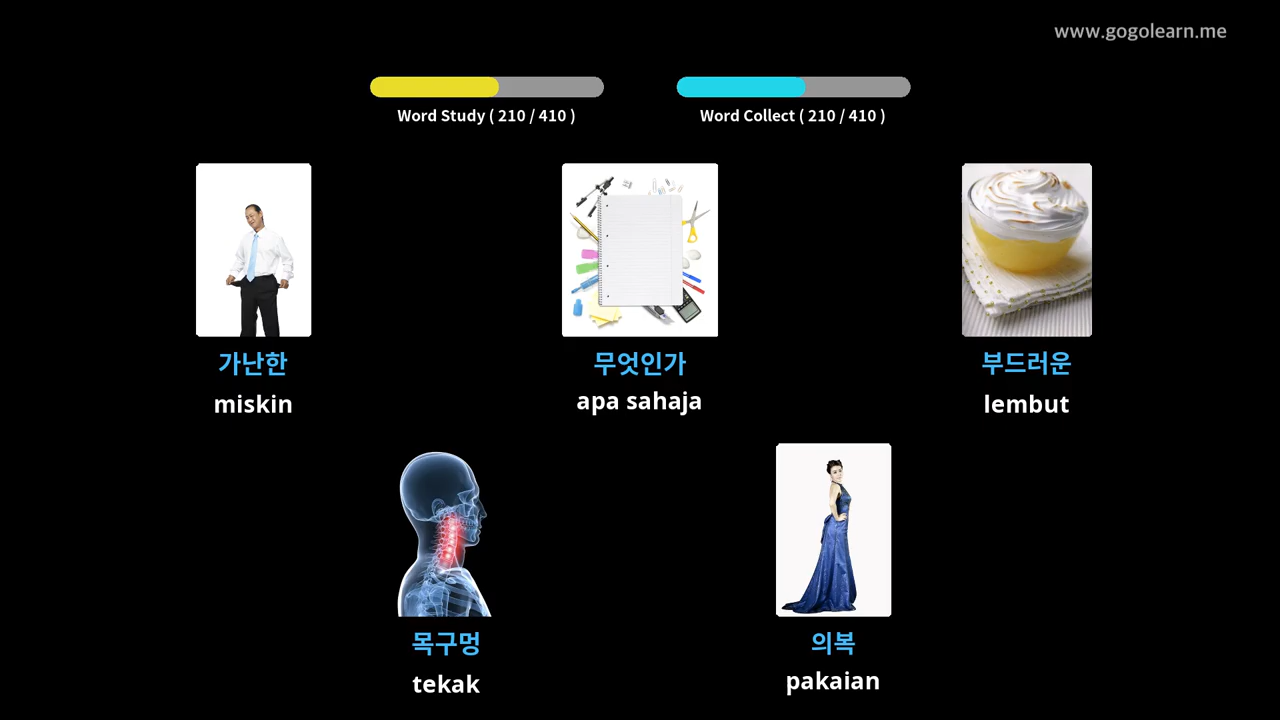 www.gogolearn.me
Word Study ( 210 / 410 )
Word Collect ( 210 / 410 )
가난한
miskin
무엇인가
apa sahaja
부드러운
lembut
목구멍
tekak
의복
pakaian